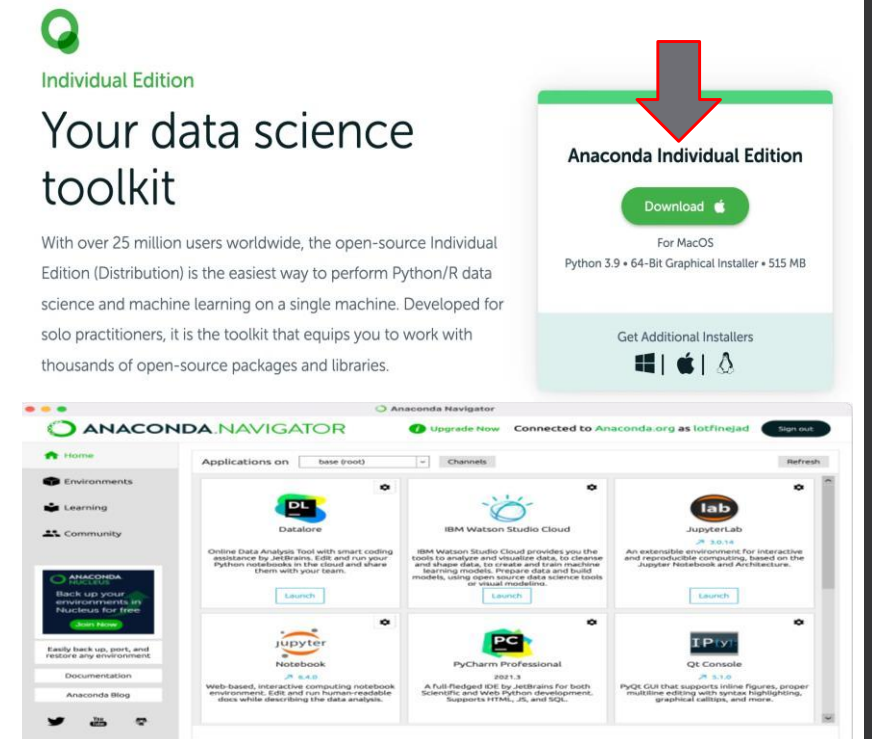 Individual Edition
Your data science
toolkit
With over 25 million users worldwide, the open-source Individual
Edition (Distribution) is the easiest way to perform Python/R data
science and machine learning on a single machine. Developed for
solo practitioners, it is the toolkit that equips you to work with
thousands of open-source packages and libraries.
Anaconda Individual Edition
Download
For MacOS
Python 3.9 • 64-Bit Graphical Installer • 515 MB
Get Additional Installers
Anaconda Navigator
ANACONDA.NAVIGATOR
Upgrade Now
Connected to Anaconda.org as lotfinejad
Sign out
Home
Environments
Learning
Community
ANACONDA
NUCLEUS
Back up your
environments in
Nucleus for free
Join Now
Easily back up, port, and
restore any environment
Documentation
Anaconda Blog
You
Tube
Applications on
base (root)
Channels
Refresh
DL
Datalore
Online Data Analysis Tool with smart coding
assistance by JetBrains. Edit and run your
Python notebooks in the cloud and share
them with your team.
Launch
IBM Watson Studio Cloud
IBM Watson Studio Cloud provides you the
tools to analyze and visualize data, to cleanse
and shape data, to create and train machine
learning models. Prepare data and build
models, using open source data science tools
or visual modeling.
Launch
lab
JupyterLab
3.0.14
An extensible environment for interactive
and reproducible computing, based on the
Jupyter Notebook and Architecture.
Launch
jupyter
Notebook
6.4.0
Web-based, interactive computing notebook
environment. Edit and run human-readable
docs while describing the data analysis.
PC
PyCharm Professional
2021.3
A full-fledged IDE by JetBrains for both
Scientific and Web Python development.
Supports HTML, JS, and SQL.
IP[y]:
Qt Console
5.1.0
PyQt GUI that supports inline figures, proper
multiline editing with syntax highlighting,
graphical calltips, and more.